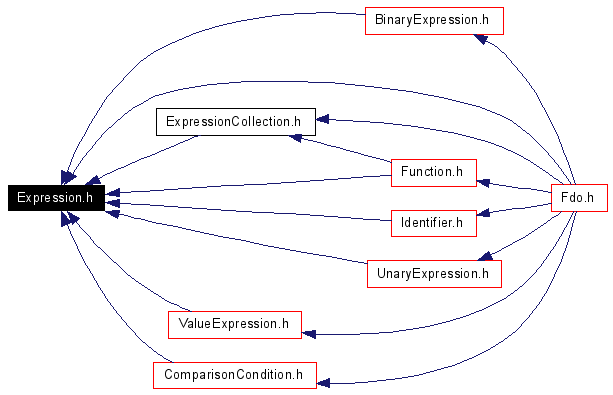 BinaryExpression.h
ExpressionCollection.h
Function.h
Expression.h
Fdo.h
Identifier.h
UnaryExpression.h
ValueExpression.h
ComparisonCondition.h